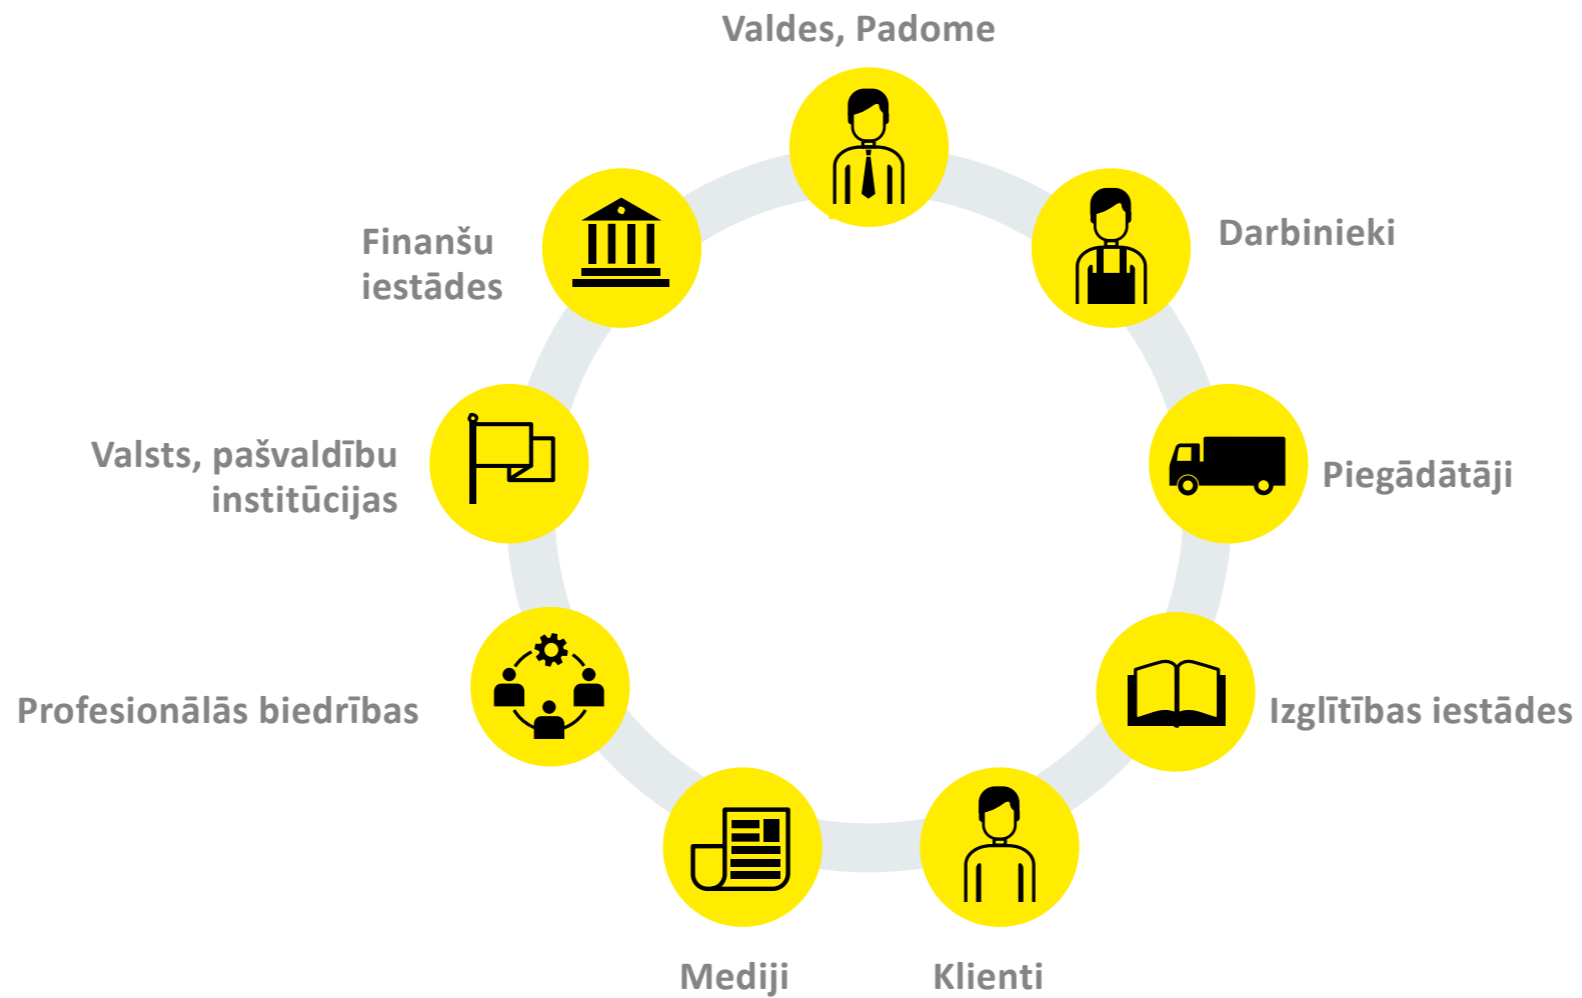 Valdes, Padome
Darbinieki
Finanšu
iestādes
Valsts, pašvaldību
institūcijas
Piegādātāji
Profesionālās biedrības
Izglītības iestādes
Mediji
Klienti